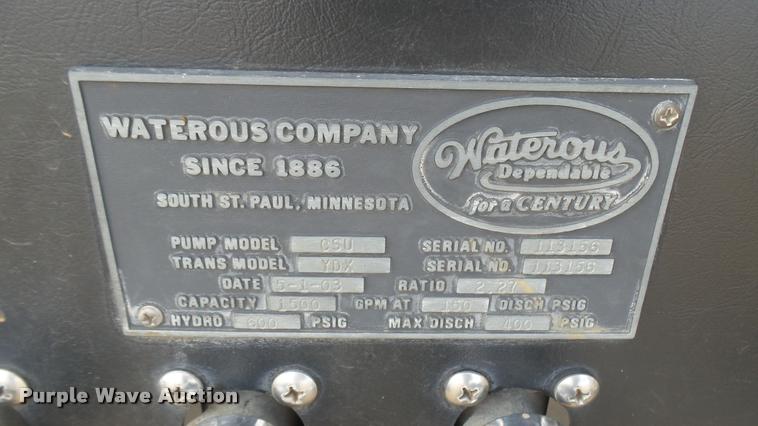 WATEROUS COMPANY
SINCE 1886
SOUTH ST. PAUL, MINNESOTA
Waterous
Dependable
for a CENTURY
PUMP MODEL CSU SERIAL NO. 113156
TRANS MODEL YDX SERIAL NO. 113156
DATE 5-1-03 RATIO 2.27
CAPACITY 1500 GPM AT 150 DISCH PSIG
HYDRO 600 PSIG MAX DISCH 400 PSIG
Purple Wave Auction